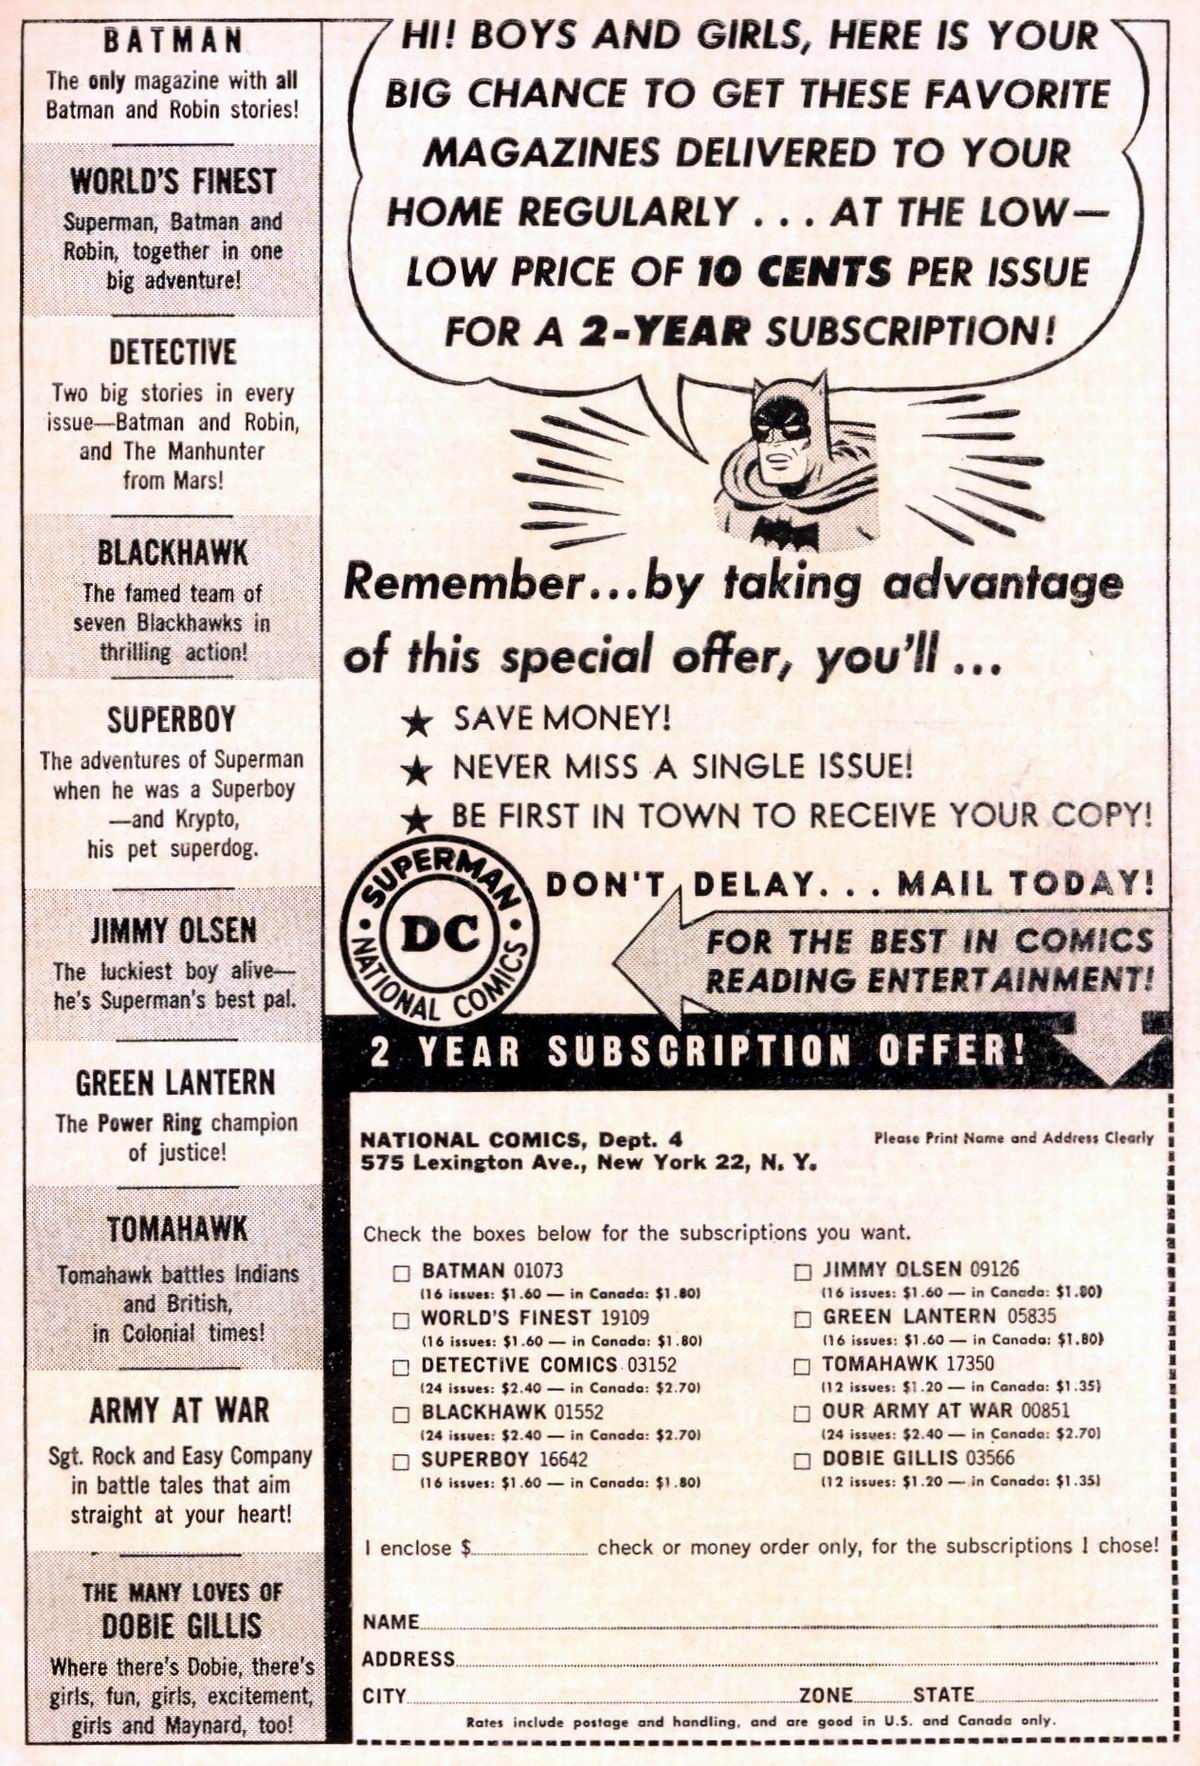 BATMAN
The only magazine with all
Batman and Robin stories!
WORLD'S FINEST
Superman, Batman and
Robin, together in one
big adventure!
DETECTIVE
Two big stories in every
issue—Batman and Robin,
and The Manhunter
from Mars!
BLACKHAWK
The famed team of
seven Blackhawks in
thrilling action!
SUPERBOY
The adventures of Superman
when he was a Superboy
—and Krypto,
his pet superdog.
JIMMY OLSEN
The luckiest boy alive—
he's Superman's best pal.
GREEN LANTERN
The Power Ring champion
of justice!
TOMAHAWK
Tomahawk battles Indians
and British,
in Colonial times!
ARMY AT WAR
Sgt. Rock and Easy Company
in battle tales that aim
straight at your heart!
THE MANY LOVES OF
DOBIE GILLIS
Where there's Dobie, there's
girls, fun, girls, excitement,
girls and Maynard, too!
HI! BOYS AND GIRLS, HERE IS YOUR
BIG CHANCE TO GET THESE FAVORITE
MAGAZINES DELIVERED TO YOUR
HOME REGULARLY . . . AT THE LOW—
LOW PRICE OF 10 CENTS PER ISSUE
FOR A 2-YEAR SUBSCRIPTION!
Remember...by taking advantage
of this special offer, you'll ...
★ SAVE MONEY!
★ NEVER MISS A SINGLE ISSUE!
★ BE FIRST IN TOWN TO RECEIVE YOUR COPY!
SUPERMAN
DC
NATIONAL COMICS
DON'T DELAY. . . MAIL TODAY!
FOR THE BEST IN COMICS
READING ENTERTAINMENT!
2 YEAR SUBSCRIPTION OFFER!
NATIONAL COMICS, Dept. 4
575 Lexington Ave., New York 22, N. Y.
Please Print Name and Address Clearly
Check the boxes below for the subscriptions you want.
□ BATMAN 01073
(16 issues: $1.60 — in Canada: $1.80)
□ WORLD'S FINEST 19109
(16 issues: $1.60 — in Canada: $1.80)
□ DETECTIVE COMICS 03152
(24 issues: $2.40 — in Canada: $2.70)
□ BLACKHAWK 01552
(24 issues: $2.40 — in Canada: $2.70)
□ SUPERBOY 16642
(16 issues: $1.60 — in Canada: $1.80)
□ JIMMY OLSEN 09126
(16 issues: $1.60 — in Canada: $1.80)
□ GREEN LANTERN 05835
(16 issues: $1.60 — in Canada: $1.80)
□ TOMAHAWK 17350
(12 issues: $1.20 — in Canada: $1.35)
□ OUR ARMY AT WAR 00851
(24 issues: $2.40 — in Canada: $2.70)
□ DOBIE GILLIS 03566
(12 issues: $1.20 — in Canada: $1.35)
I enclose $.................... check or money order only, for the subscriptions I chose!
NAME
ADDRESS
CITY ZONE STATE
Rates include postage and handling, and are good in U.S. and Canada only.